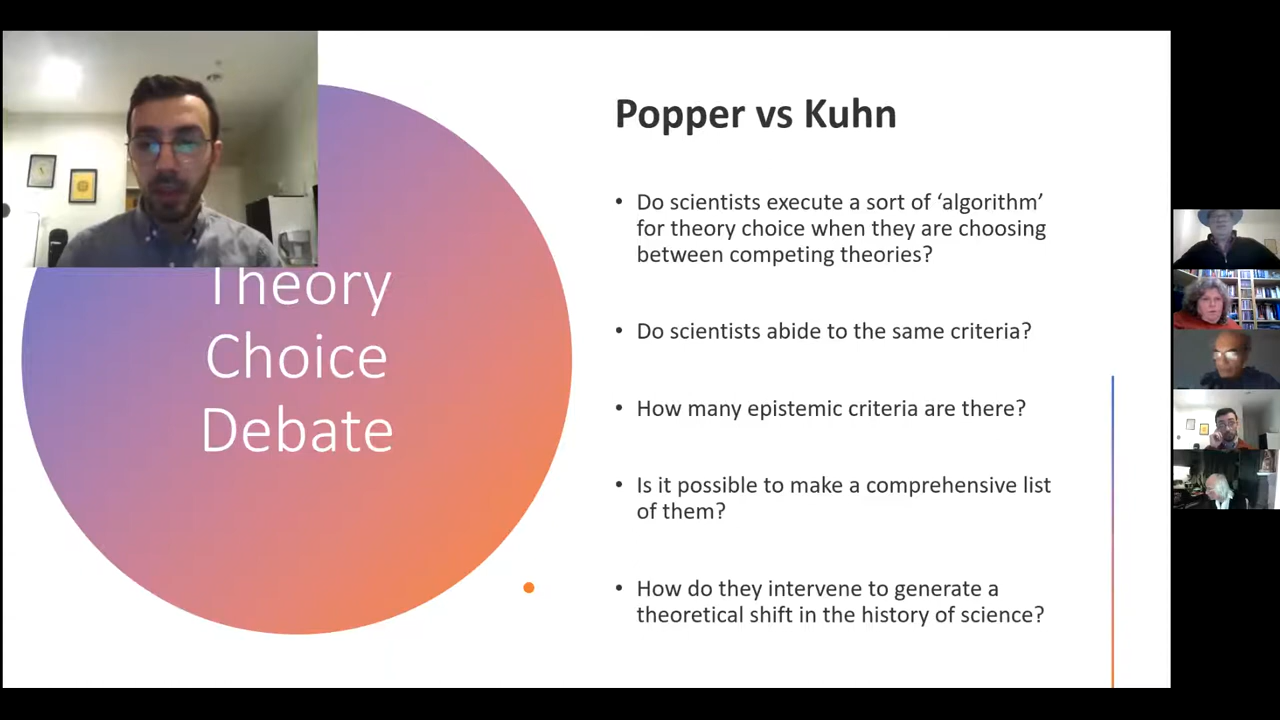 Theory
Choice
Debate
Popper vs Kuhn
• Do scientists execute a sort of ‘algorithm’
for theory choice when they are choosing
between competing theories?
• Do scientists abide to the same criteria?
• How many epistemic criteria are there?
• Is it possible to make a comprehensive list
of them?
• How do they intervene to generate a
theoretical shift in the history of science?